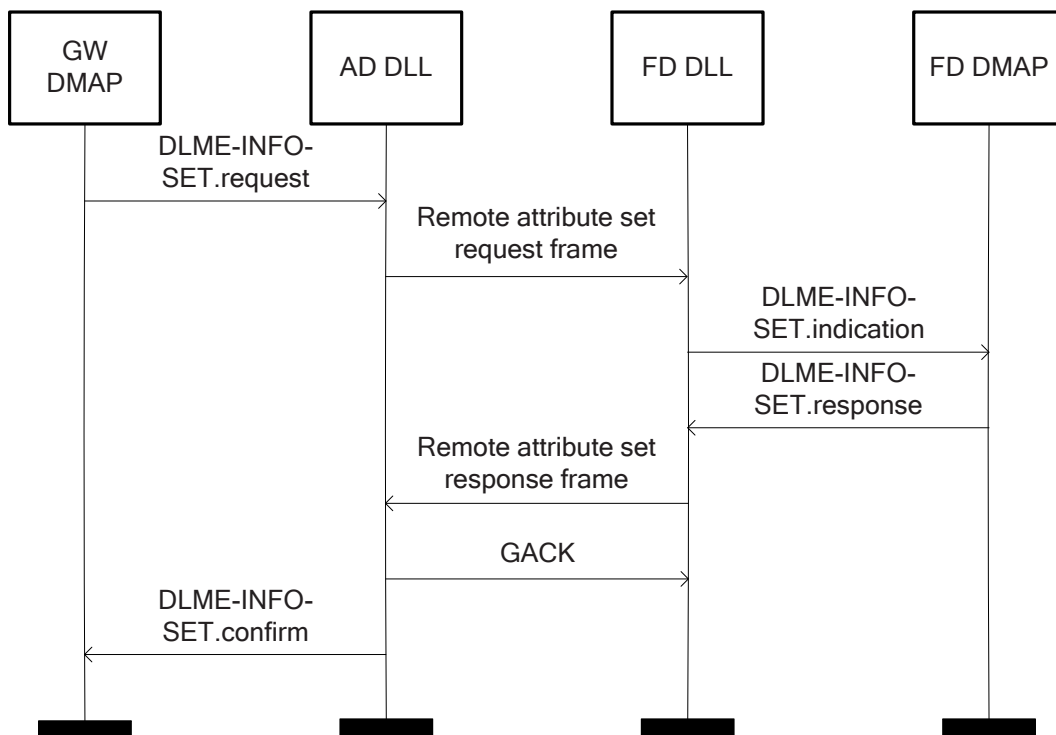 GW
DMAP
AD DLL
FD DLL
FD DMAP
DLME-INFO-
SET.request
Remote attribute set
request frame
DLME-INFO-
SET.indication
DLME-INFO-
SET.response
Remote attribute set
response frame
GACK
DLME-INFO-
SET.confirm